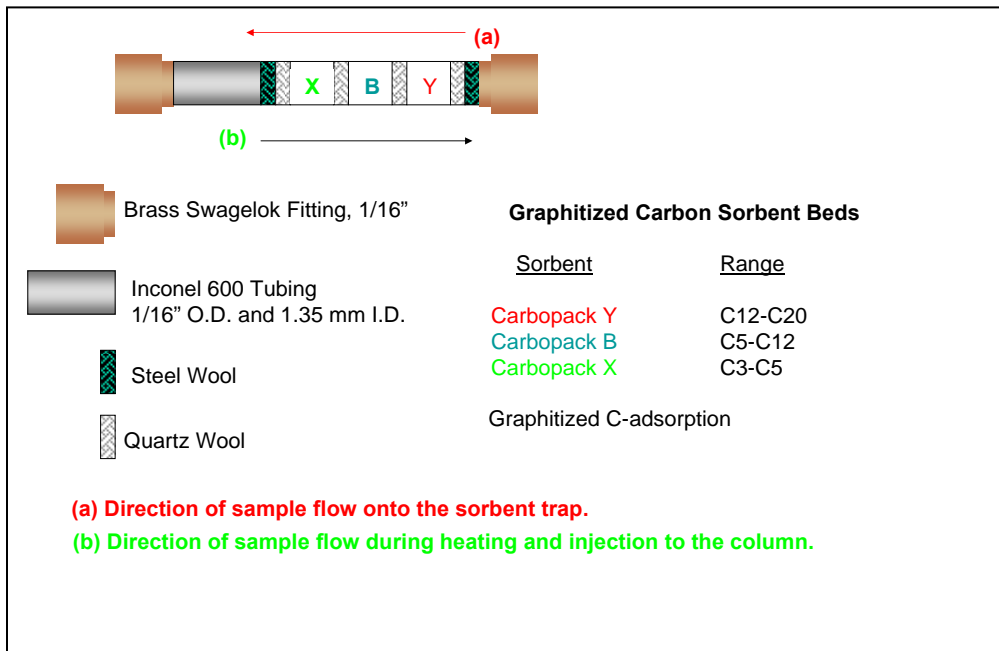 (a)
X B Y
(b)
Brass Swagelok Fitting, 1/16”
Graphitized Carbon Sorbent Beds
Sorbent Range
Inconel 600 Tubing
1/16” O.D. and 1.35 mm I.D.
Carbopack Y C12-C20
Carbopack B C5-C12
Carbopack X C3-C5
Steel Wool
Graphitized C-adsorption
Quartz Wool
(a) Direction of sample flow onto the sorbent trap.
(b) Direction of sample flow during heating and injection to the column.